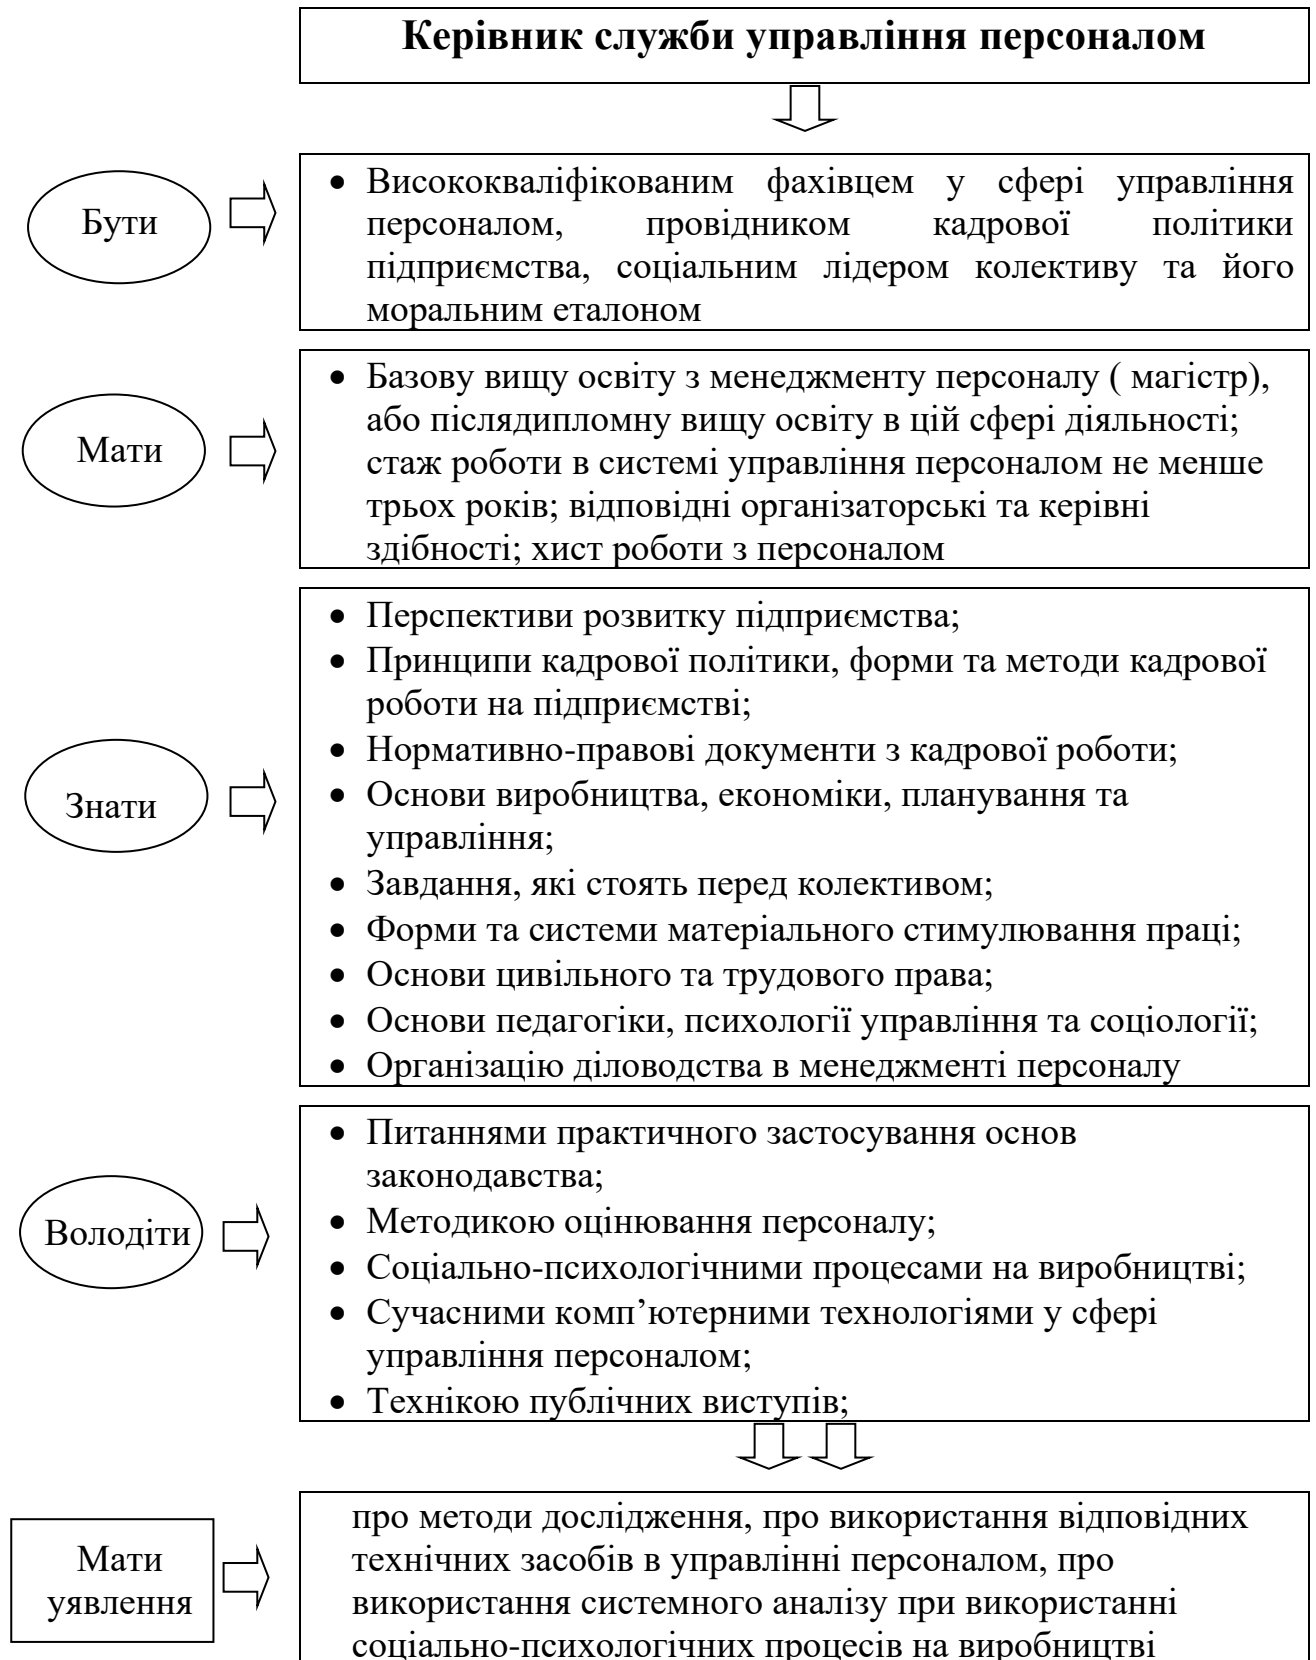 Керівник служби управління персоналом
Бути
• Висококваліфікованим фахівцем у сфері управління
персоналом, провідником кадрової політики
підприємства, соціальним лідером колективу та його
моральним еталоном
Мати
• Базову вищу освіту з менеджменту персоналу ( магістр),
або післядипломну вищу освіту в цій сфері діяльності;
стаж роботи в системі управління персоналом не менше
трьох років; відповідні організаторські та керівні
здібності; хист роботи з персоналом
Знати
• Перспективи розвитку підприємства;
• Принципи кадрової політики, форми та методи кадрової
роботи на підприємстві;
• Нормативно-правові документи з кадрової роботи;
• Основи виробництва, економіки, планування та
управління;
• Завдання, які стоять перед колективом;
• Форми та системи матеріального стимулювання праці;
• Основи цивільного та трудового права;
• Основи педагогіки, психології управління та соціології;
• Організацію діловодства в менеджменті персоналу
Володіти
• Питаннями практичного застосування основ
законодавства;
• Методикою оцінювання персоналу;
• Соціально-психологічними процесами на виробництві;
• Сучасними комп’ютерними технологіями у сфері
управління персоналом;
• Технікою публічних виступів;
Мати
уявлення
про методи дослідження, про використання відповідних
технічних засобів в управлінні персоналом, про
використання системного аналізу при використанні
соціально-психологічних процесів на виробництві